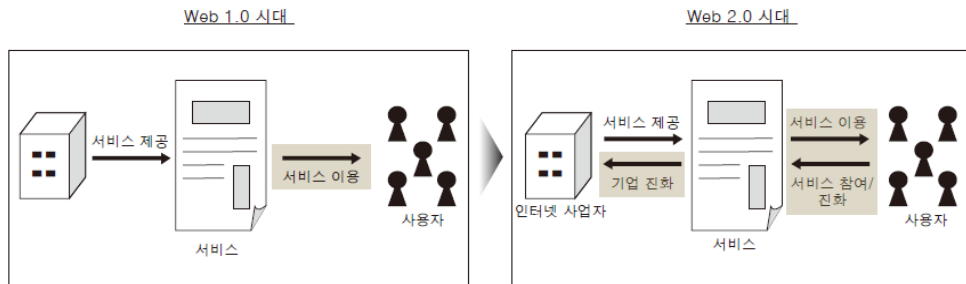 Web 1.0 시대
서비스 제공
서비스 이용
사용자
서비스
Web 2.0 시대
서비스 제공
기업 진화
인터넷 사업자
서비스 이용
서비스 참여/
진화
사용자
서비스